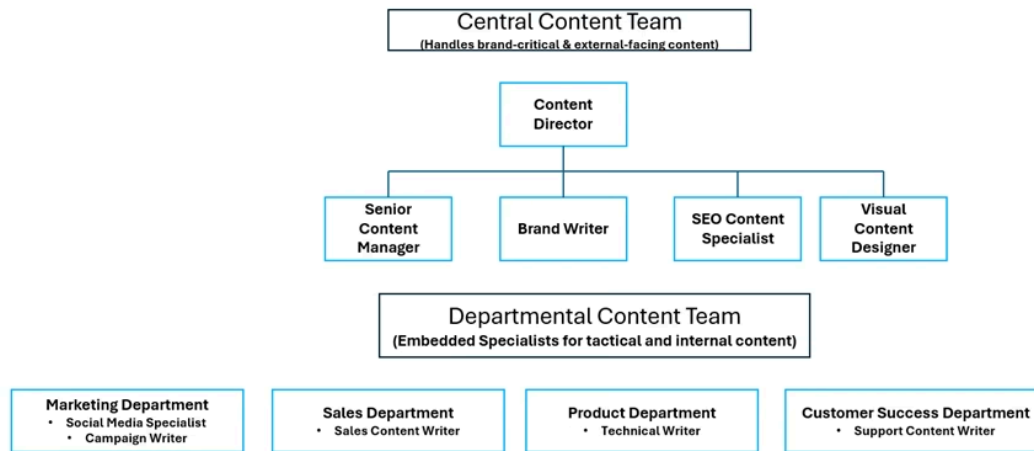 Central Content Team
(Handles brand-critical & external-facing content)
Content
Director
Senior
Content
Manager
Brand Writer
SEO Content
Specialist
Visual
Content
Designer
Departmental Content Team
(Embedded Specialists for tactical and internal content)
Marketing Department
• Social Media Specialist
• Campaign Writer
Sales Department
• Sales Content Writer
Product Department
• Technical Writer
Customer Success Department
• Support Content Writer